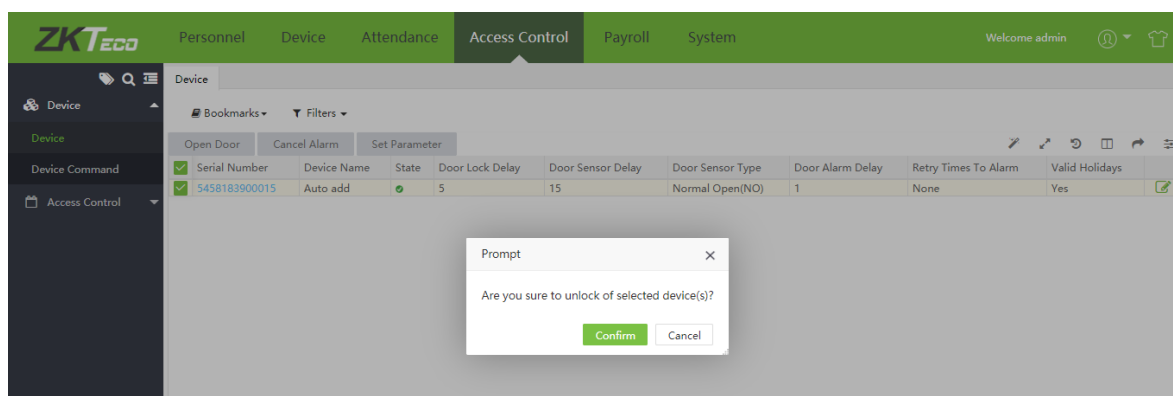 ZKTeco Personnel Device Attendance Access Control Payroll System Welcome admin
Device
Device
Bookmarks Filters
Device
Open Door Cancel Alarm Set Parameter
Device Command
Serial Number Device Name State Door Lock Delay Door Sensor Delay Door Sensor Type Door Alarm Delay Retry Times To Alarm Valid Holidays
5458183900015 Auto add 5 15 Normal Open(NO) 1 None Yes
Access Control
Prompt
Are you sure to unlock of selected device(s)?
Confirm Cancel